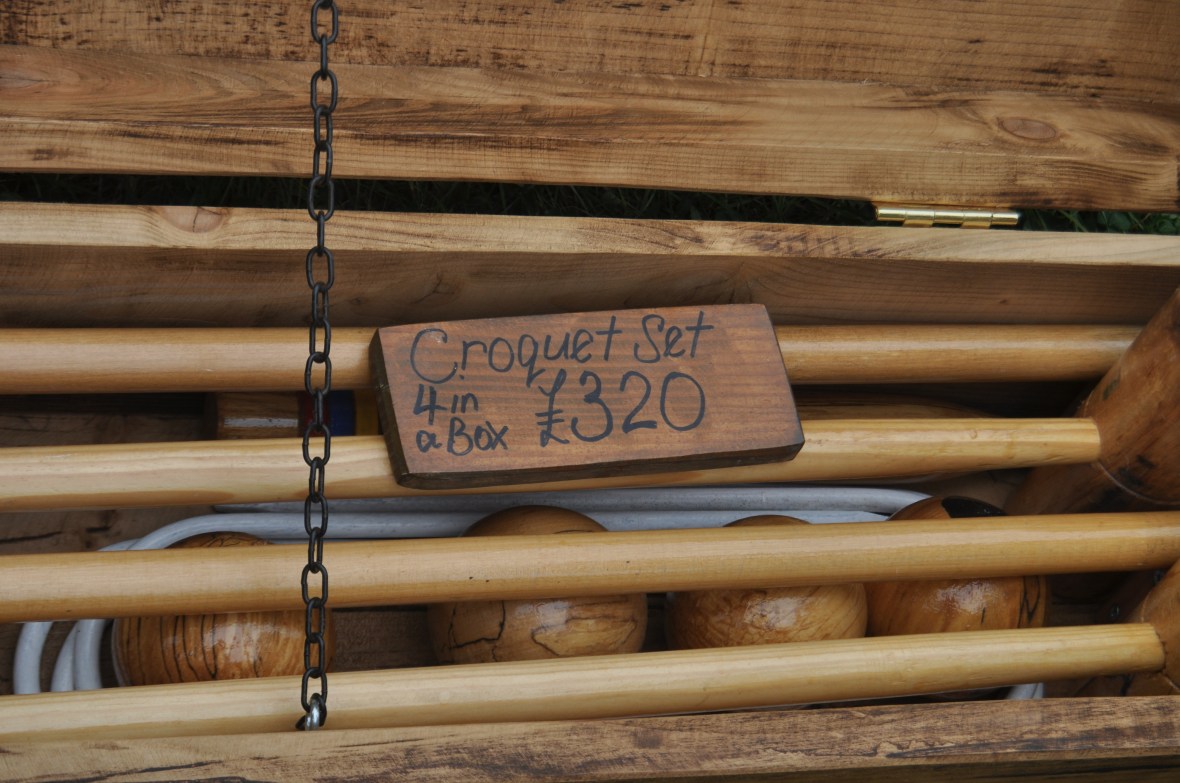 Croquet Set
4 in
a Box £320